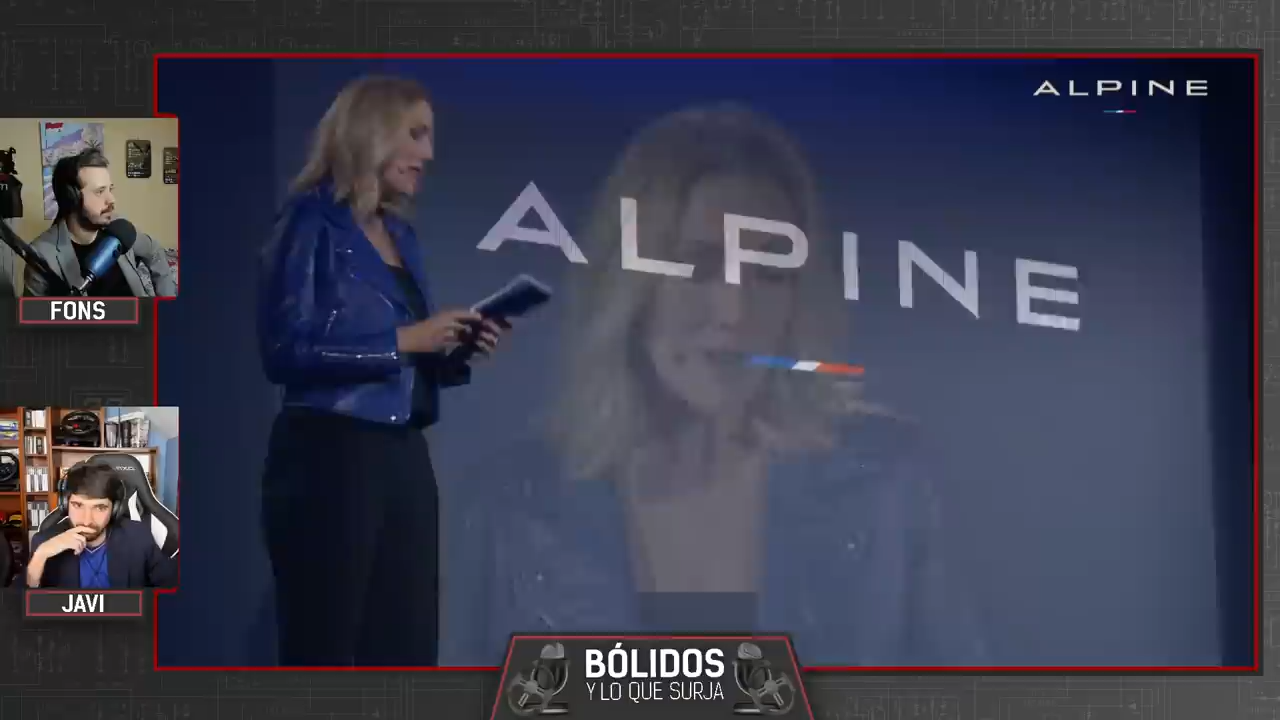 ALPINE
ALPINE
FONS
JAVI
BÓLIDOS
Y LO QUE SURJA